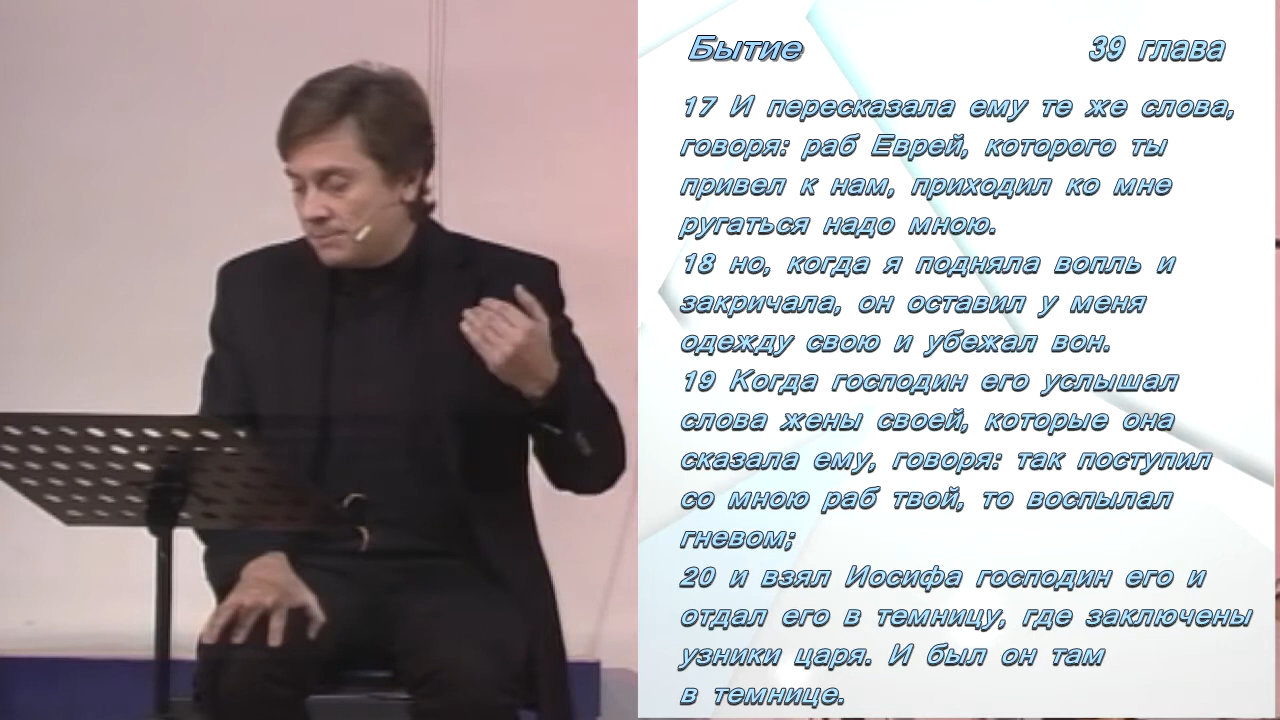 Бытие 39 глава
17 И пересказала ему те же слова,
говоря: раб Еврей, которого ты
привел к нам, приходил ко мне
ругаться надо мною.
18 но, когда я подняла вопль и
закричала, он оставил у меня
одежду свою и убежал вон.
19 Когда господин его услышал
слова жены своей, которые она
сказала ему, говоря: так поступил
со мною раб твой, то воспылал
гневом;
20 и взял Иосифа господин его и
отдал его в темницу, где заключены
узники царя. И был он там
в темнице.